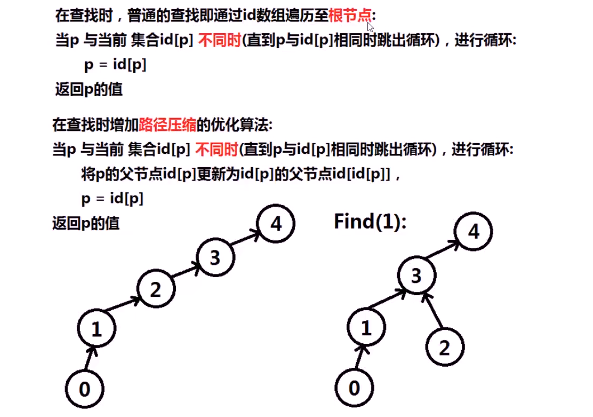 在查找时，普通的查找即通过id数组遍历至根节点:
当p 与当前 集合id[p] 不同时(直到p与id[p]相同时跳出循环)，进行循环:
p = id[p]
返回p的值
在查找时增加路径压缩的优化算法:
当p 与当前 集合id[p] 不同时(直到p与id[p]相同时跳出循环)，进行循环:
将p的父节点id[p]更新为id[p]的父节点id[id[p]]，
p = id[p]
返回p的值
4
3
2
1
0
Find(1):
4
3
1
2
0